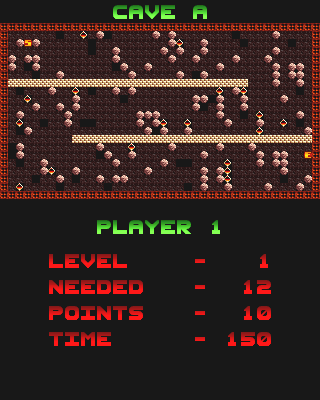 CAVE A
PLAYER 1
LEVEL - 1
NEEDED - 12
POINTS - 10
TIME - 150